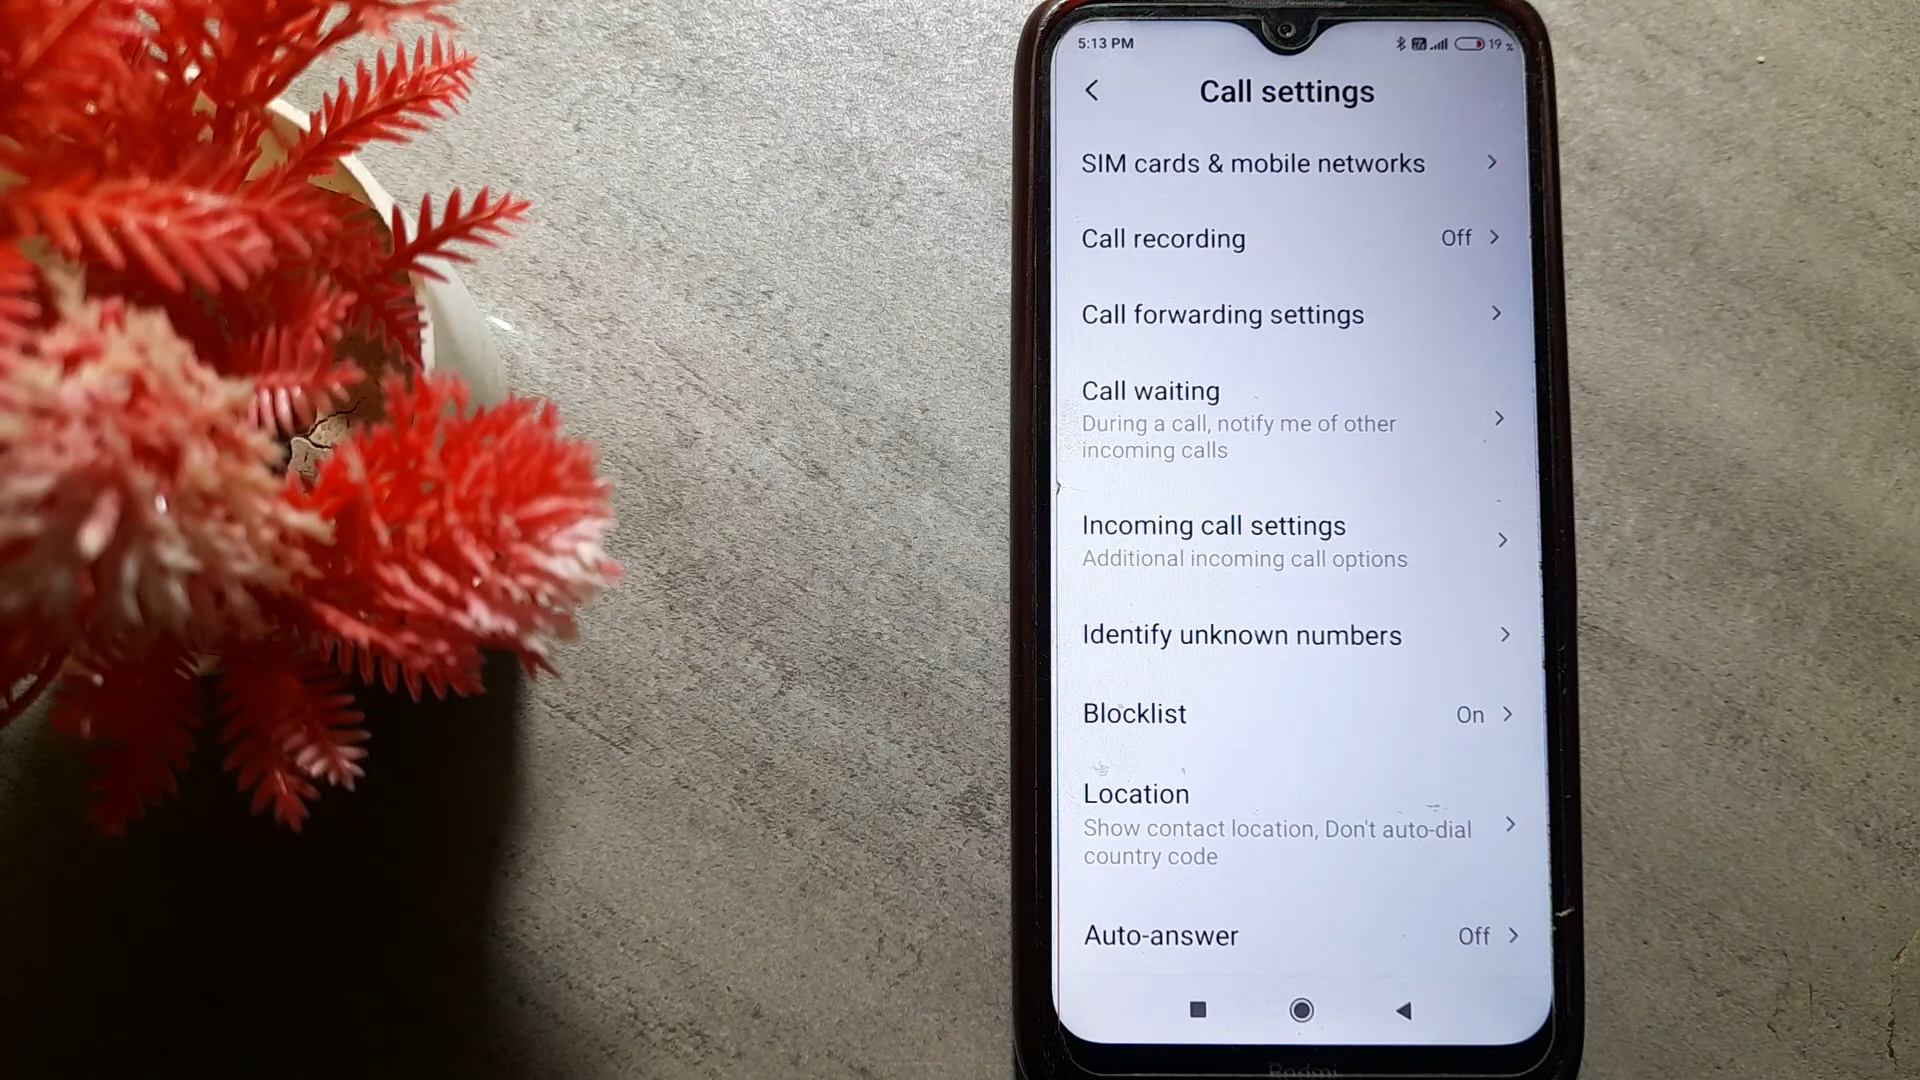 5:13 PM
19 %
Call settings
SIM cards & mobile networks
Call recording
Off
Call forwarding settings
Call waiting
During a call, notify me of other
incoming calls
Incoming call settings
Additional incoming call options
Identify unknown numbers
Blocklist
On
Location
Show contact location, Don't auto-dial
country code
Auto-answer
Off
Redmi